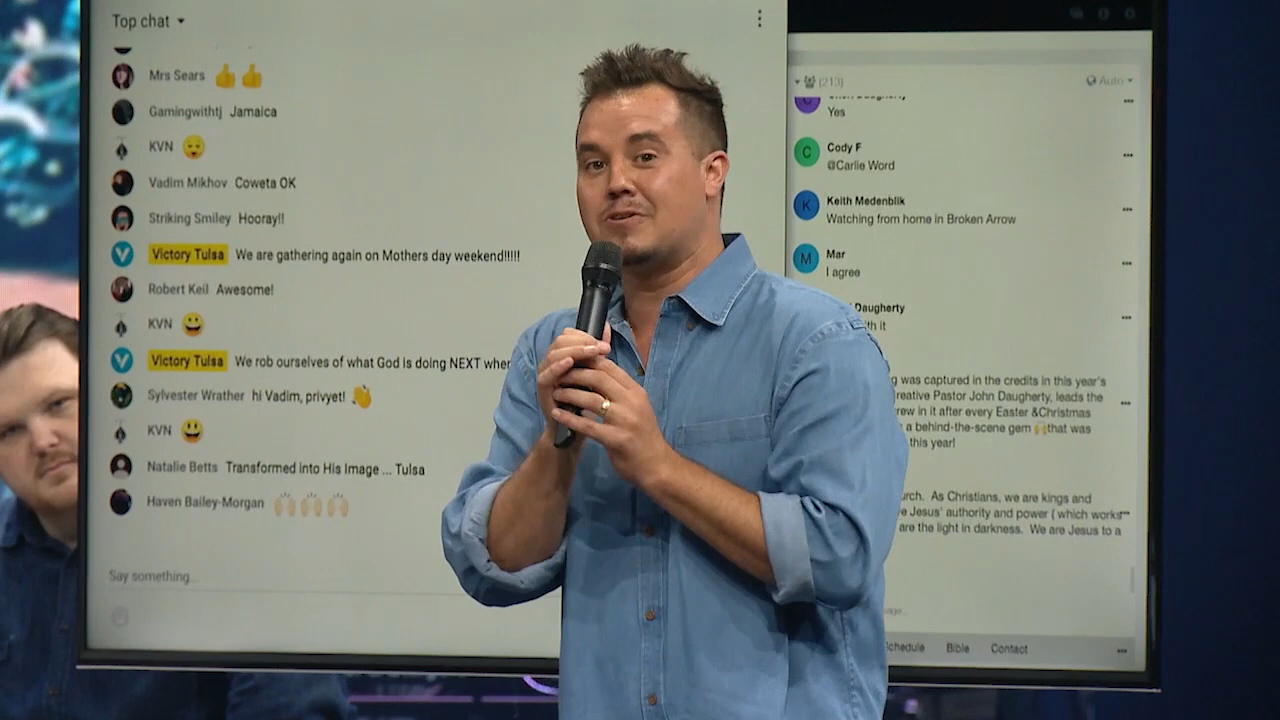 Top chat
Mrs Sears
Gamingwithtj Jamaica
KVN
Vadim Mikhov Coweta OK
Striking Smiley Hooray!!
Victory Tulsa We are gathering again on Mothers day weekend!!!!!
Robert Keil Awesome!
KVN
Victory Tulsa We rob ourselves of what God is doing NEXT when
Sylvester Wrather hi Vadim, privyet!
KVN
Natalie Betts Transformed into His Image ... Tulsa
Haven Bailey-Morgan
Say something...
(213)
Auto
Daugherty
Yes
C
Cody F
@Carlie Word
K
Keith Medenblik
Watching from home in Broken Arrow
M
Mar
I agree
Daugherty
it
was captured in the credits in this year's
Pastor John Daugherty, leads the
in it after every Easter &Christmas
a behind-the-scene gem that was
this year!
As Christians, we are kings and
Jesus' authority and power ( which works
are the light in darkness. We are Jesus to a
Bible
Contact